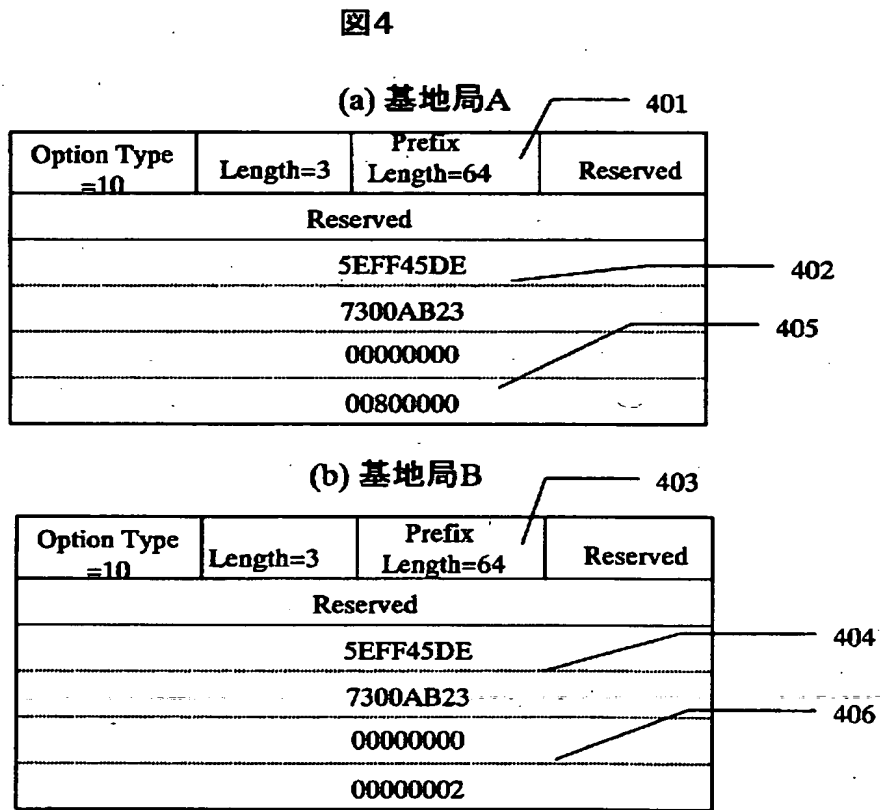 図4
(a) 基地局A
401
Option Type
=10
Length=3
Prefix
Length=64
Reserved
Reserved
5EFF45DE
402
7300AB23
405
00000000
00800000
(b) 基地局B
403
Option Type
=10
Length=3
Prefix
Length=64
Reserved
Reserved
5EFF45DE
404
7300AB23
406
00000000
00000002